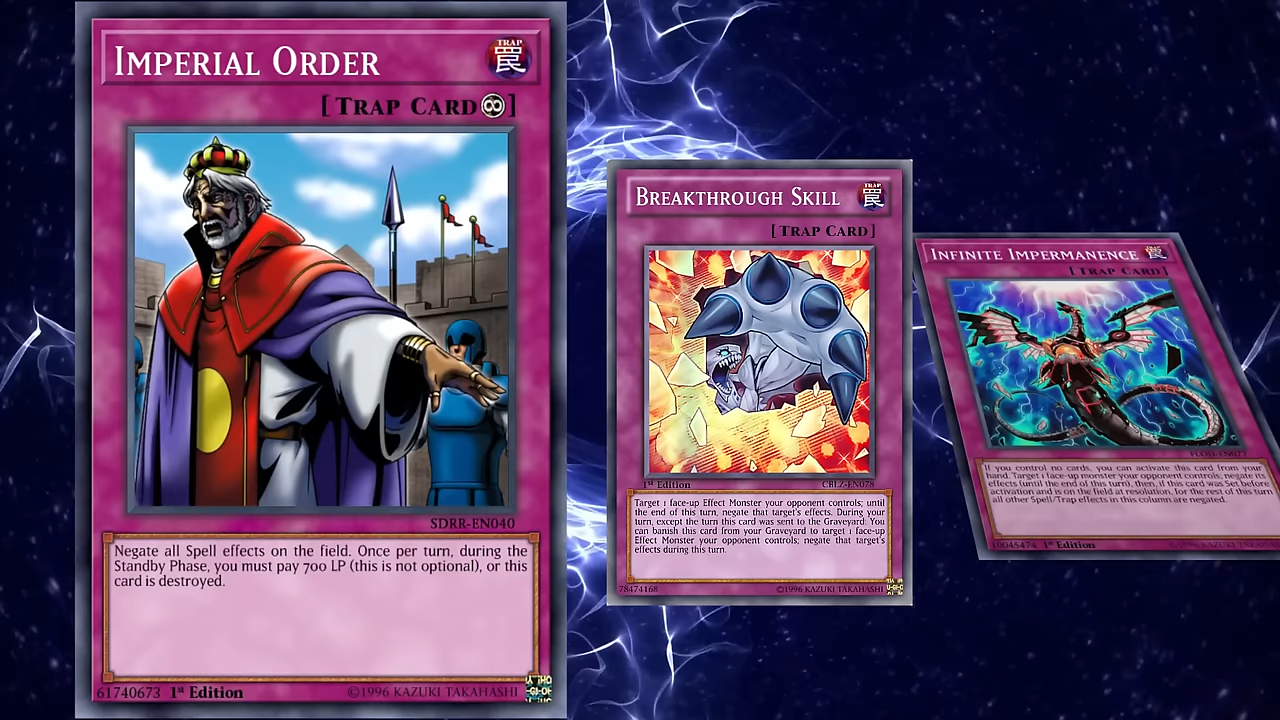 IMPERIAL ORDER
TRAP
罠
[TRAP CARD]
SDRR-EN040
Negate all Spell effects on the field. Once per turn, during the
Standby Phase, you must pay 700 LP (this is not optional), or this
card is destroyed.
61740673 1st Edition
©1996 KAZUKI TAKAHASHI
BREAKTHROUGH SKILL
TRAP
罠
[TRAP CARD]
1st Edition
CBLZ-EN078
Target 1 face-up Effect Monster your opponent controls; until
the end of this turn, negate that target's effects. During your
turn, except the turn this card was sent to the Graveyard: You
can banish this card from your Graveyard to target 1 face-up
Effect Monster your opponent controls; negate that target's
effects during this turn.
78474168
©1996 KAZUKI TAKAHASHI
INFINITE IMPERMANENCE
罠
[TRAP CARD]
FLOD-EN077
If you control no cards, you can activate this card from your
hand. Target 1 face-up monster your opponent controls; negate its
effects (until the end of this turn), then, if this card was Set before
activation and is on the field at resolution, for the rest of this turn
all other Spell/Trap effects in this column are negated.
10045474 1st Edition
©1996 KAZUKI TAKAHASHI